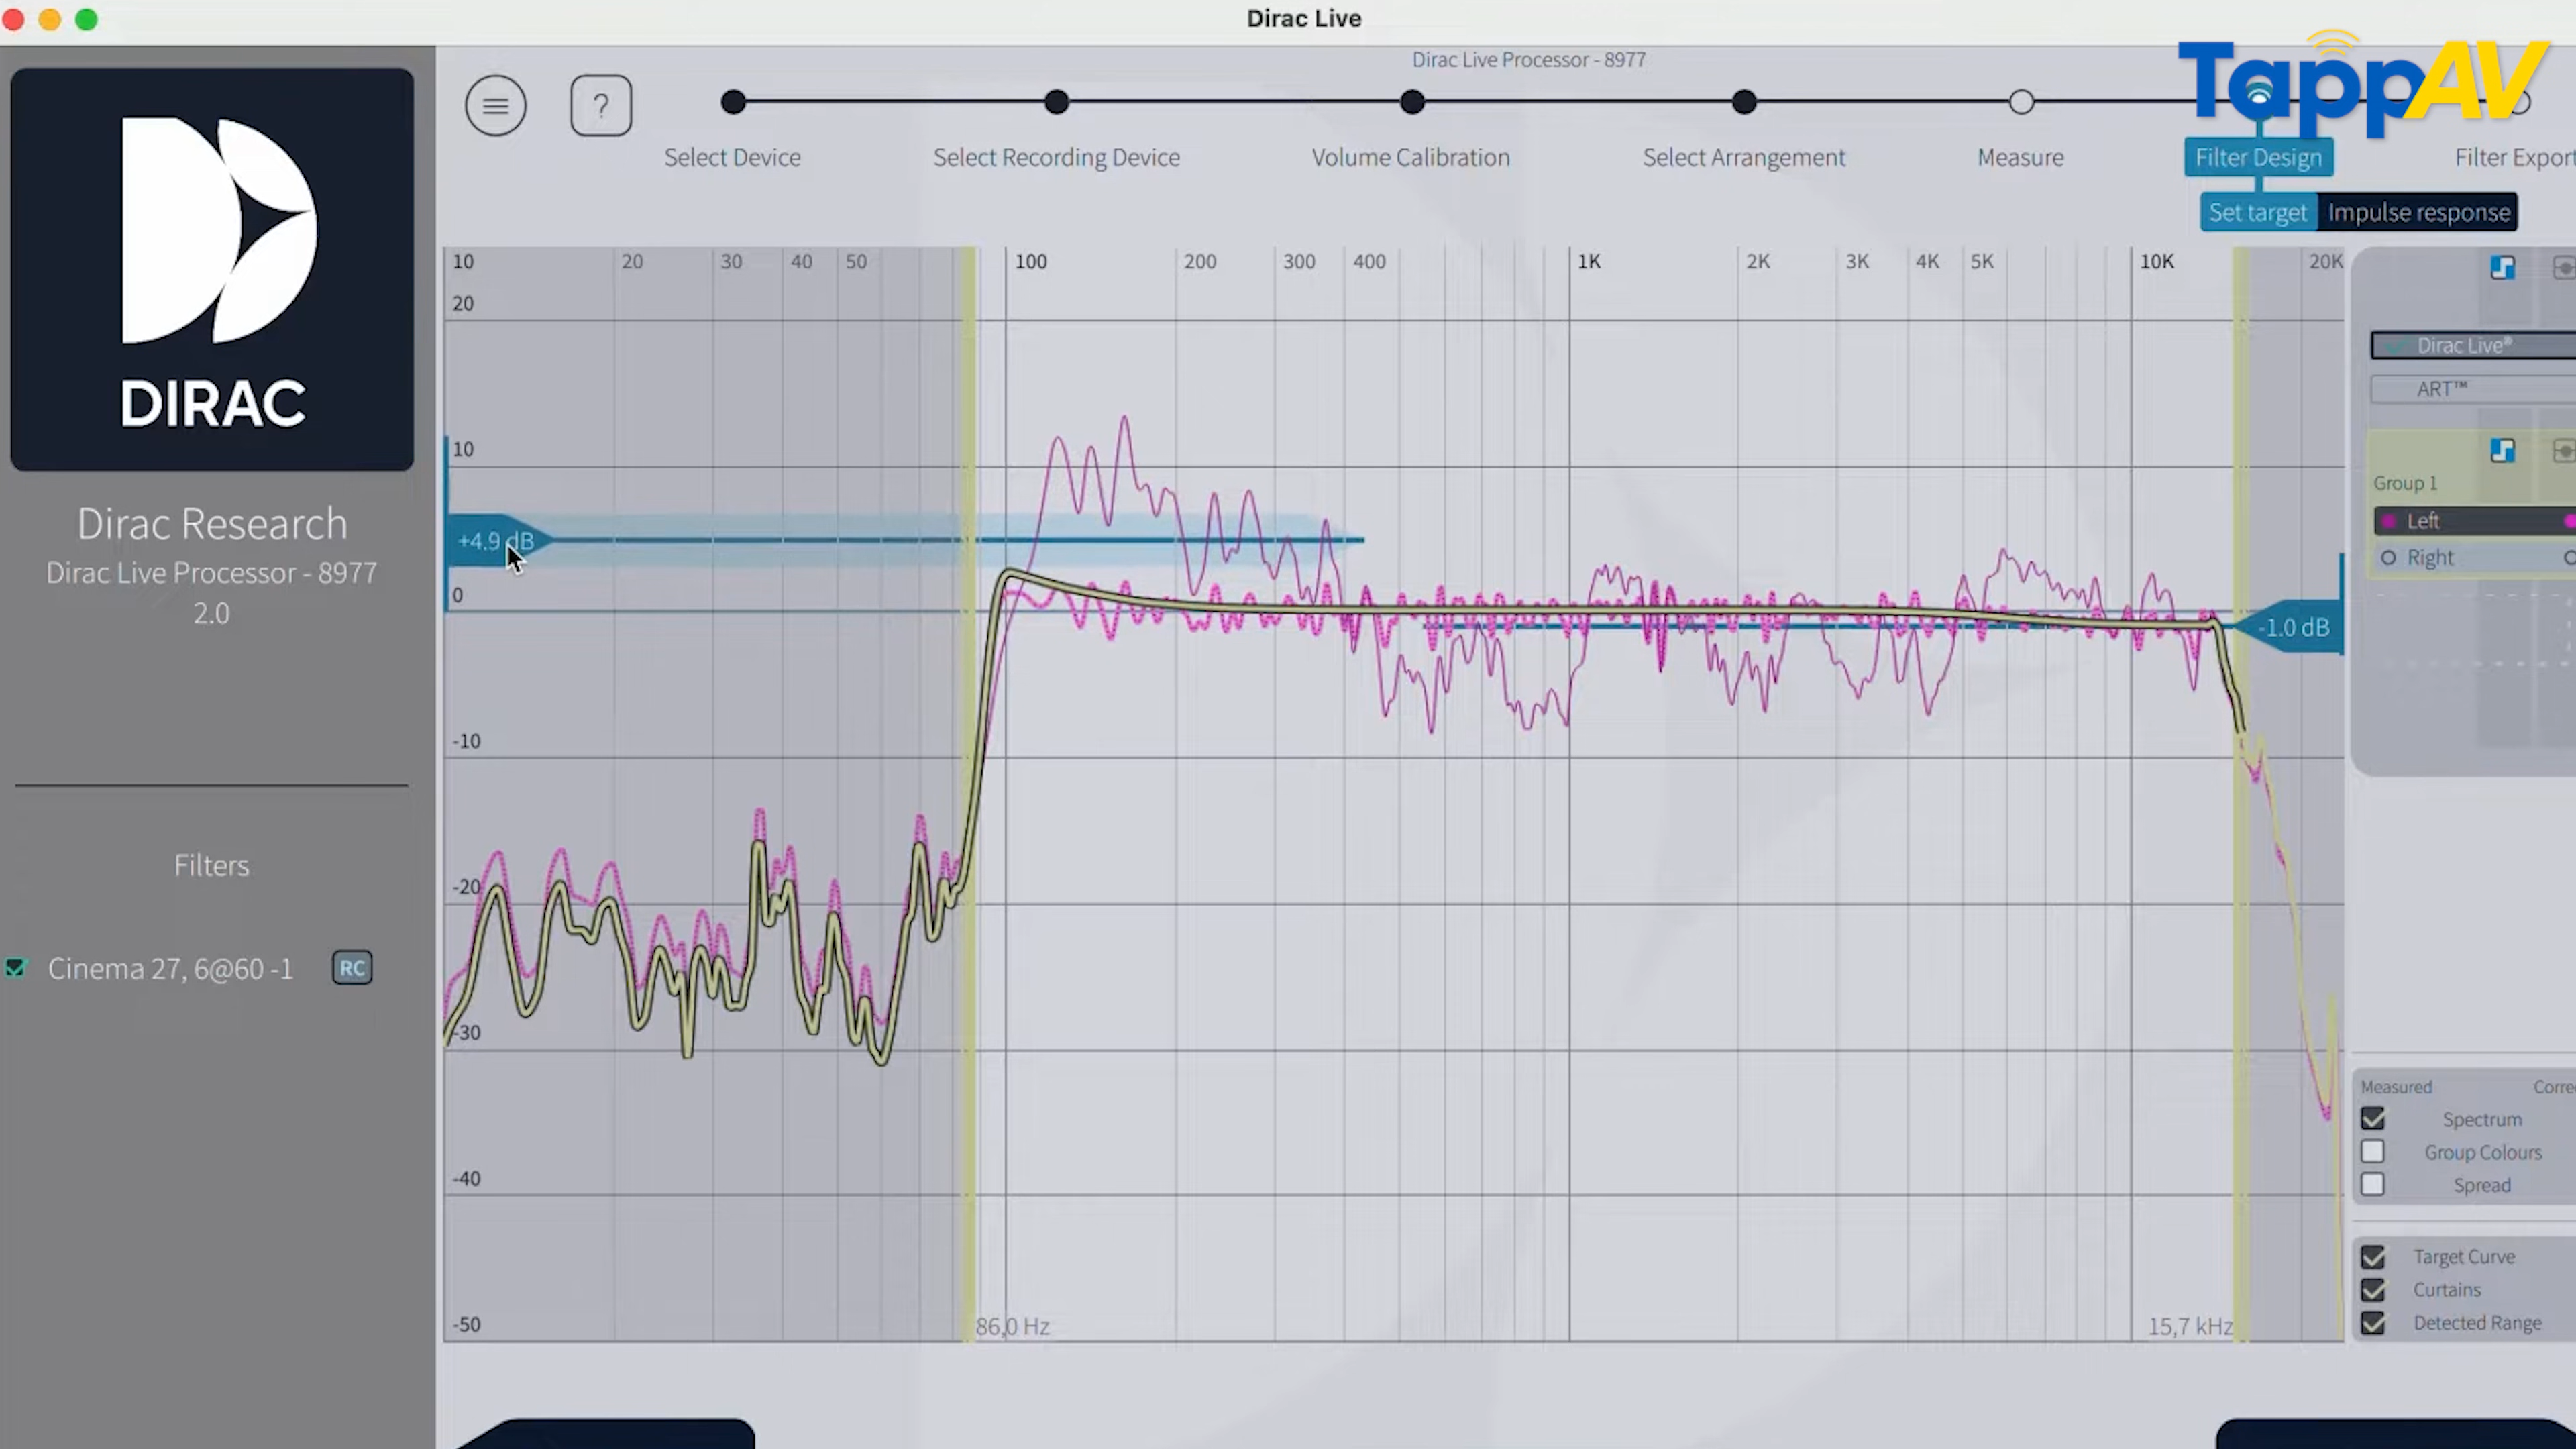 Dirac Live
Dirac Live Processor - 8977
TappAV
?
Select Device
Select Recording Device
Volume Calibration
Select Arrangement
Measure
Filter Design
Filter Export
Set target
Impulse response
DIRAC
Dirac Research
Dirac Live Processor - 8977
2.0
Filters
Cinema 27, 6@60 -1
RC
10
20
30
40
50
100
200
300
400
1K
2K
3K
4K
5K
10K
20K
20
10
0
-10
-20
-30
-40
-50
+4.9 dB
-1.0 dB
86,0 Hz
15,7 kHz
Dirac Live®
ART™
Group 1
Left
Right
Measured
Corre
Spectrum
Group Colours
Spread
Target Curve
Curtains
Detected Range